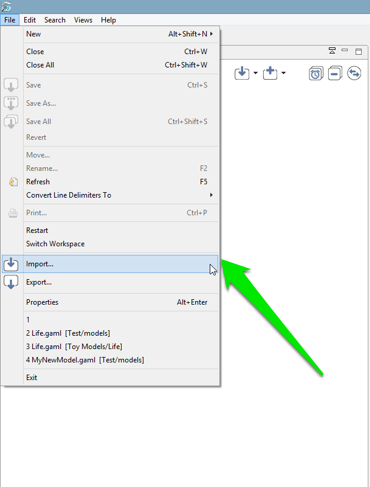 File Edit Search Views Help
New Alt+Shift+N
Close Ctrl+W
Close All Ctrl+Shift+W
Save Ctrl+S
Save As...
Save All Ctrl+Shift+S
Revert
Move...
Rename... F2
Refresh F5
Convert Line Delimiters To
Print... Ctrl+P
Restart
Switch Workspace
Import...
Export...
Properties Alt+Enter
1
2 Life.gaml [Test/models]
3 Life.gaml [Toy Models/Life]
4 MyNewModel.gaml [Test/models]
Exit